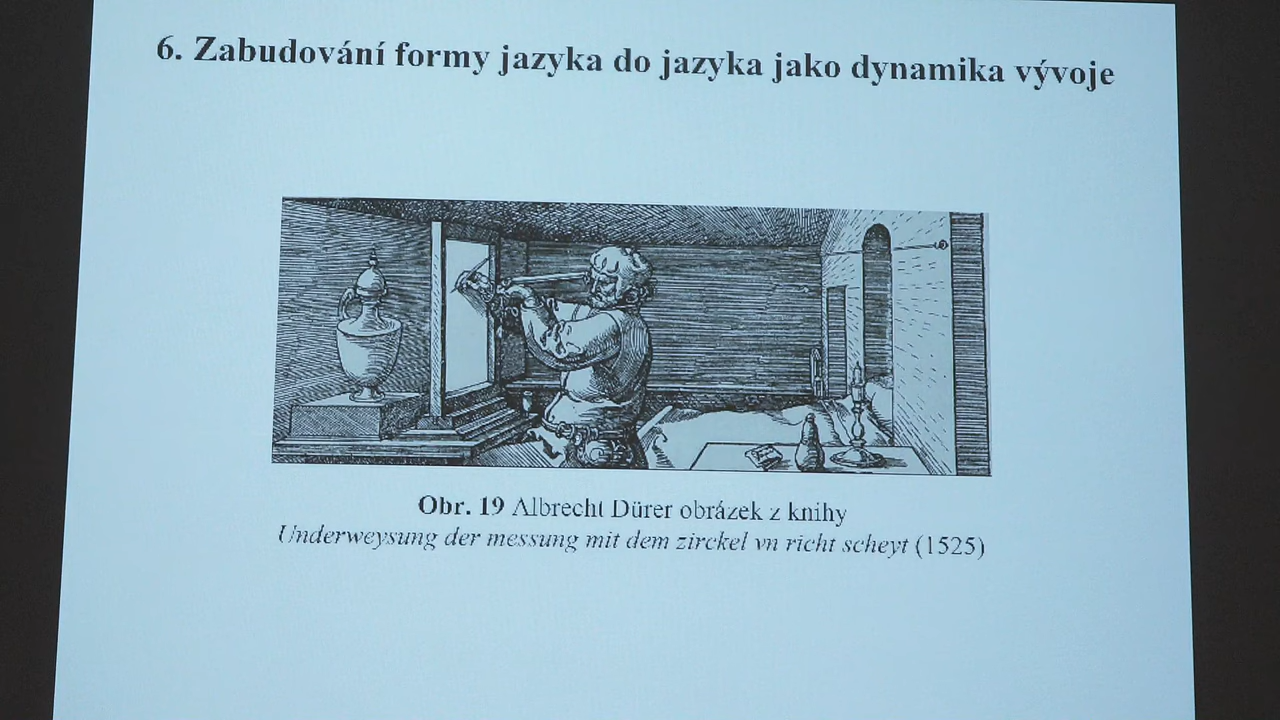 6. Zabudování formy jazyka do jazyka jako dynamika vývoje
Obr. 19 Albrecht Dürer obrázek z knihy
Underweysung der messung mit dem zirckel vn richt scheyt (1525)